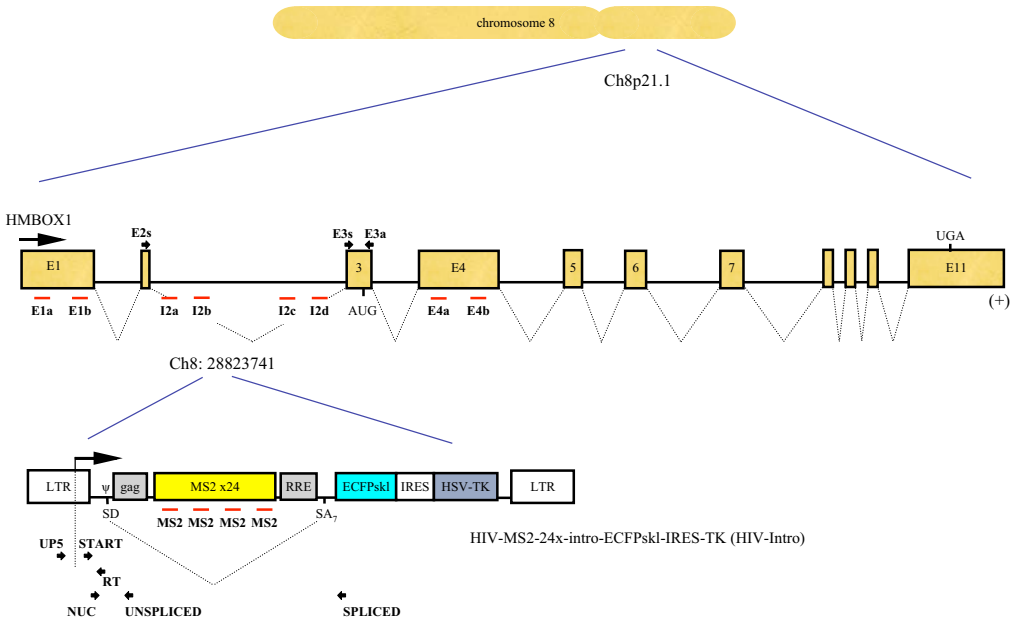 chromosome 8
Ch8p21.1
HMBOX1
E2s E3s E3a UGA
E1 3 E4 5 6 7 E11
E1a E1b I2a I2b I2c I2d AUG E4a E4b (+)
Ch8: 28823741
LTR ψ gag MS2 x24 RRE ECFPskl IRES HSV-TK LTR
SD MS2 MS2 MS2 MS2 SA7
HIV-MS2-24x-intro-ECFPskl-IRES-TK (HIV-Intro)
UP5 START
RT
NUC UNSPLICED SPLICED